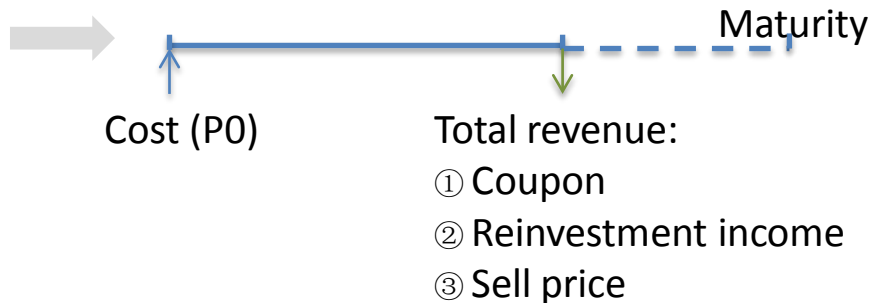 Maturity
Cost (P0)
Total revenue:
① Coupon
② Reinvestment income
③ Sell price